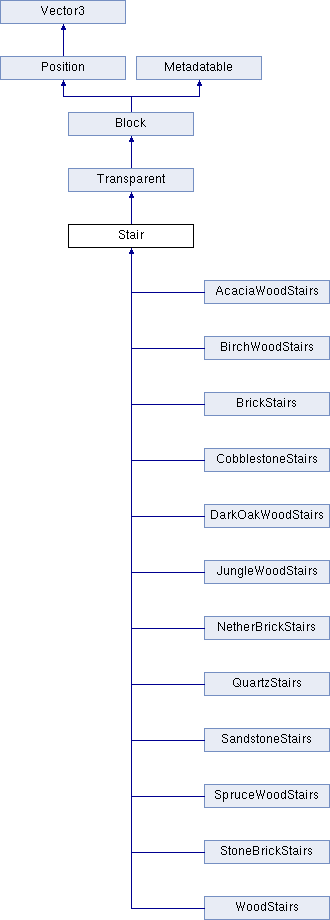 Vector3
Position
Metadatable
Block
Transparent
Stair
AcaciaWoodStairs
BirchWoodStairs
BrickStairs
CobblestoneStairs
DarkOakWoodStairs
JungleWoodStairs
NetherBrickStairs
QuartzStairs
SandstoneStairs
SpruceWoodStairs
StoneBrickStairs
WoodStairs